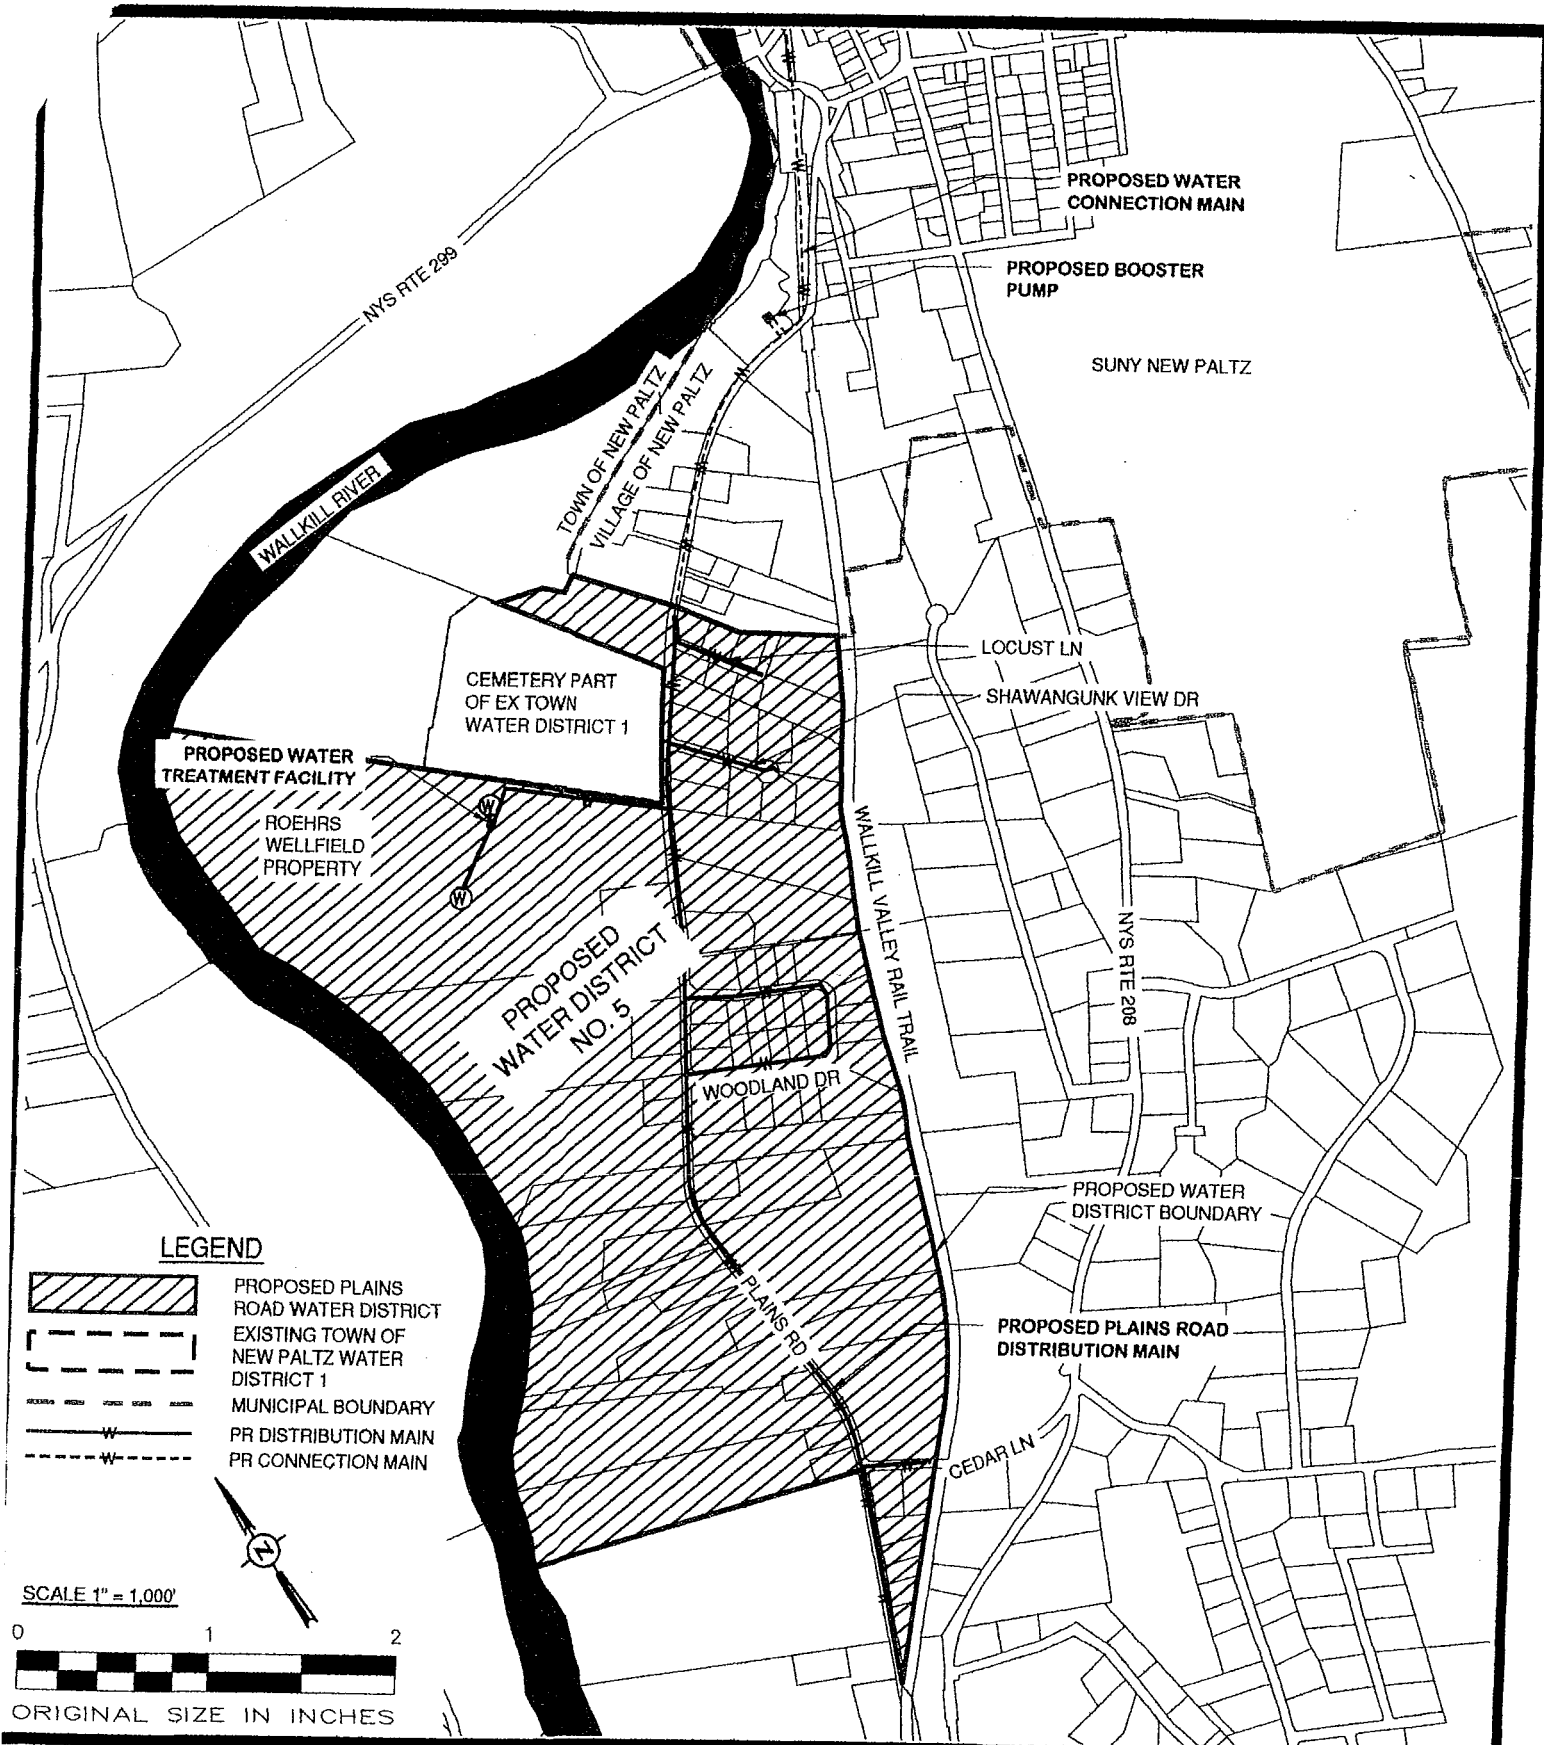 PROPOSED WATER
CONNECTION MAIN
PROPOSED BOOSTER
PUMP
NYS RTE 299
SUNY NEW PALTZ
TOWN OF NEW PALTZ
VILLAGE OF NEW PALTZ
WALLKILL RIVER
LOCUST LN
SHAWANGUNK VIEW DR
CEMETERY PART
OF EX TOWN
WATER DISTRICT 1
PROPOSED WATER
TREATMENT FACILITY
ROEHRS
WELLFIELD
PROPERTY
W
W
PROPOSED
WATER DISTRICT
NO. 5
WALLKILL VALLEY RAIL TRAIL
NYS RTE 208
WOODLAND DR
PROPOSED WATER
DISTRICT BOUNDARY
PLAINS RD
PROPOSED PLAINS ROAD
DISTRIBUTION MAIN
CEDAR LN
LEGEND
PROPOSED PLAINS
ROAD WATER DISTRICT
EXISTING TOWN OF
NEW PALTZ WATER
DISTRICT 1
MUNICIPAL BOUNDARY
W PR DISTRIBUTION MAIN
W PR CONNECTION MAIN
Z
SCALE 1" = 1,000'
0 1 2
ORIGINAL SIZE IN INCHES